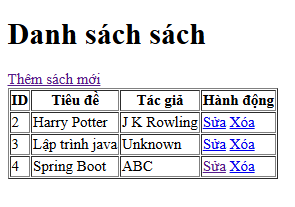 Danh sách sách
Thêm sách mới
ID Tiêu đề Tác giả Hành động
2 Harry Potter J K Rowling Sửa Xóa
3 Lập trình java Unknown Sửa Xóa
4 Spring Boot ABC Sửa Xóa